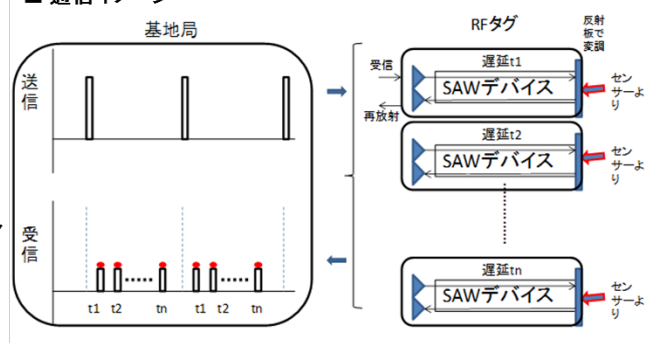 基地局
送信
受信
t1 t2 tn t1 t2 tn
RFタグ
反射板で変調
受信
再放射
遅延t1
SAWデバイス
センサーより
遅延t2
SAWデバイス
センサーより
遅延tn
SAWデバイス
センサーより